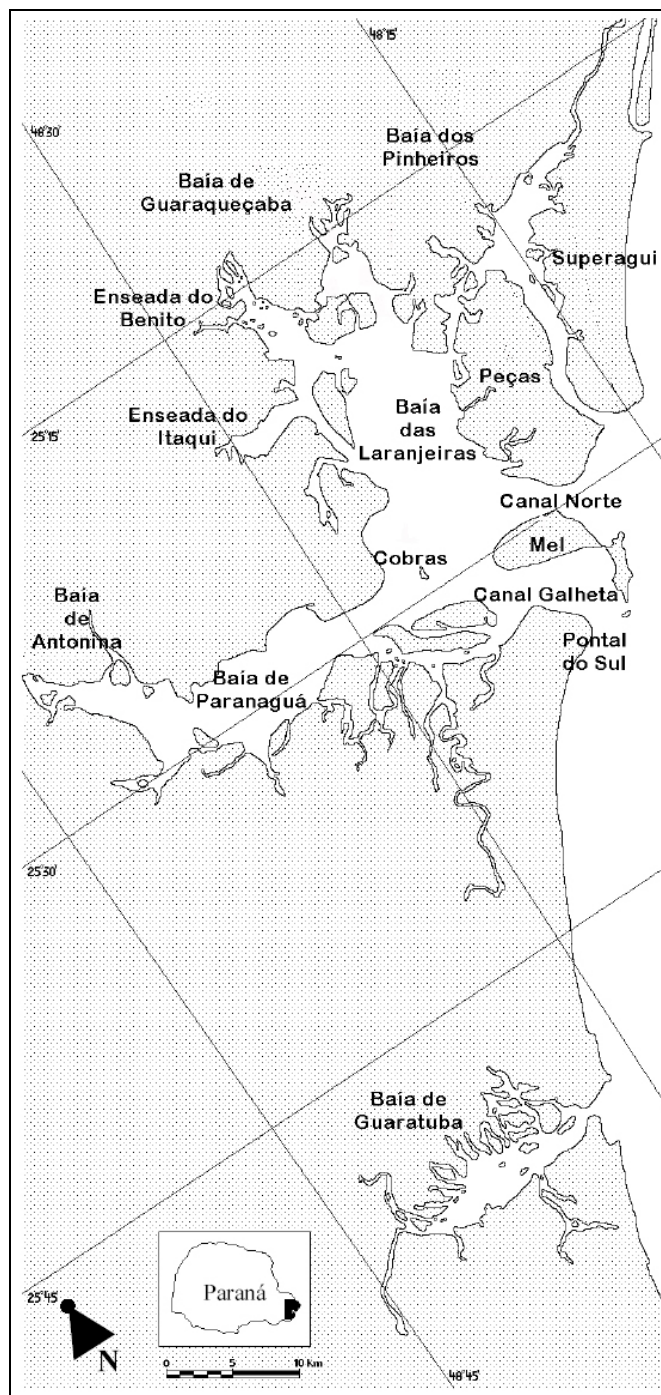 48°15'
48°30
Baía dos
Pinheiros
Baía de
Guaraqueçaba
Superagui
Enseada do
Benito
Peças
Baía
das
Laranjeiras
Enseada do
Itaqui
25°15'
Canal Norte
Mel
Cobras
Canal Galheta
Baía
de
Antonina
Pontal
do Sul
Baía de
Paranaguá
25°30'
Baía de
Guaratuba
Paraná
25°45'
N
0 5 10 Km
48°45'